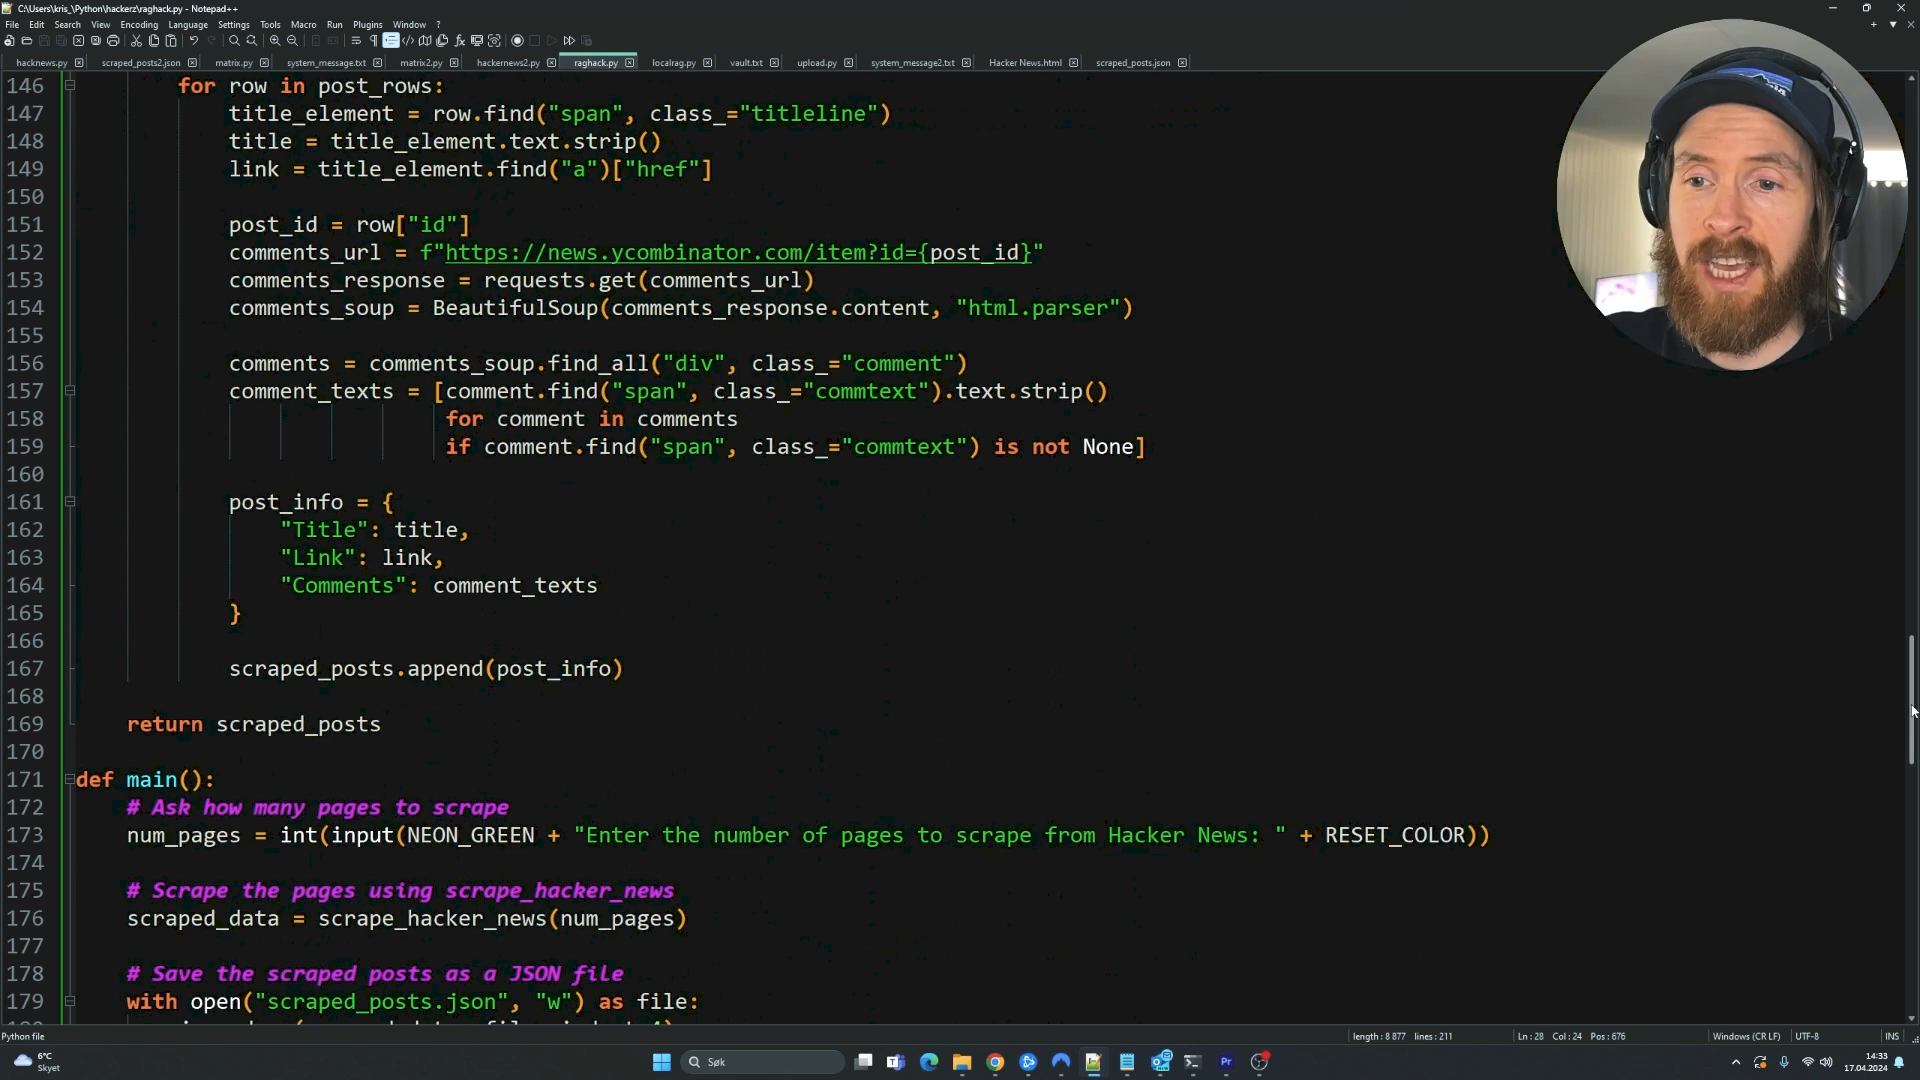 C:\Users\kris_\Python\hackerz\raghack.py - Notepad++
File Edit Search View Encoding Language Settings Tools Macro Run Plugins Window ?
hacknews.py scraped_posts2.json matrix.py system_message.txt matrix2.py hackernews2.py raghack.py localrag.py vault.txt upload.py system_message2.txt Hacker News.html scraped_posts.json
146 for row in post_rows:
147 title_element = row.find("span", class_="titleline")
148 title = title_element.text.strip()
149 link = title_element.find("a")["href"]
150
151 post_id = row["id"]
152 comments_url = f"https://news.ycombinator.com/item?id={post_id}"
153 comments_response = requests.get(comments_url)
154 comments_soup = BeautifulSoup(comments_response.content, "html.parser")
155
156 comments = comments_soup.find_all("div", class_="comment")
157 comment_texts = [comment.find("span", class_="commtext").text.strip()
158 for comment in comments
159 if comment.find("span", class_="commtext") is not None]
160
161 post_info = {
162 "Title": title,
163 "Link": link,
164 "Comments": comment_texts
165 }
166
167 scraped_posts.append(post_info)
168
169 return scraped_posts
170
171 def main():
172 # Ask how many pages to scrape
173 num_pages = int(input(NEON_GREEN + "Enter the number of pages to scrape from Hacker News: " + RESET_COLOR))
174
175 # Scrape the pages using scrape_hacker_news
176 scraped_data = scrape_hacker_news(num_pages)
177
178 # Save the scraped posts as a JSON file
179 with open("scraped_posts.json", "w") as file:
Python file length : 8 877 lines : 211 Ln : 28 Col : 24 Pos : 676 Windows (CR LF) UTF-8 INS
6°C
Skyet
Søk
14:33
17.04.2024